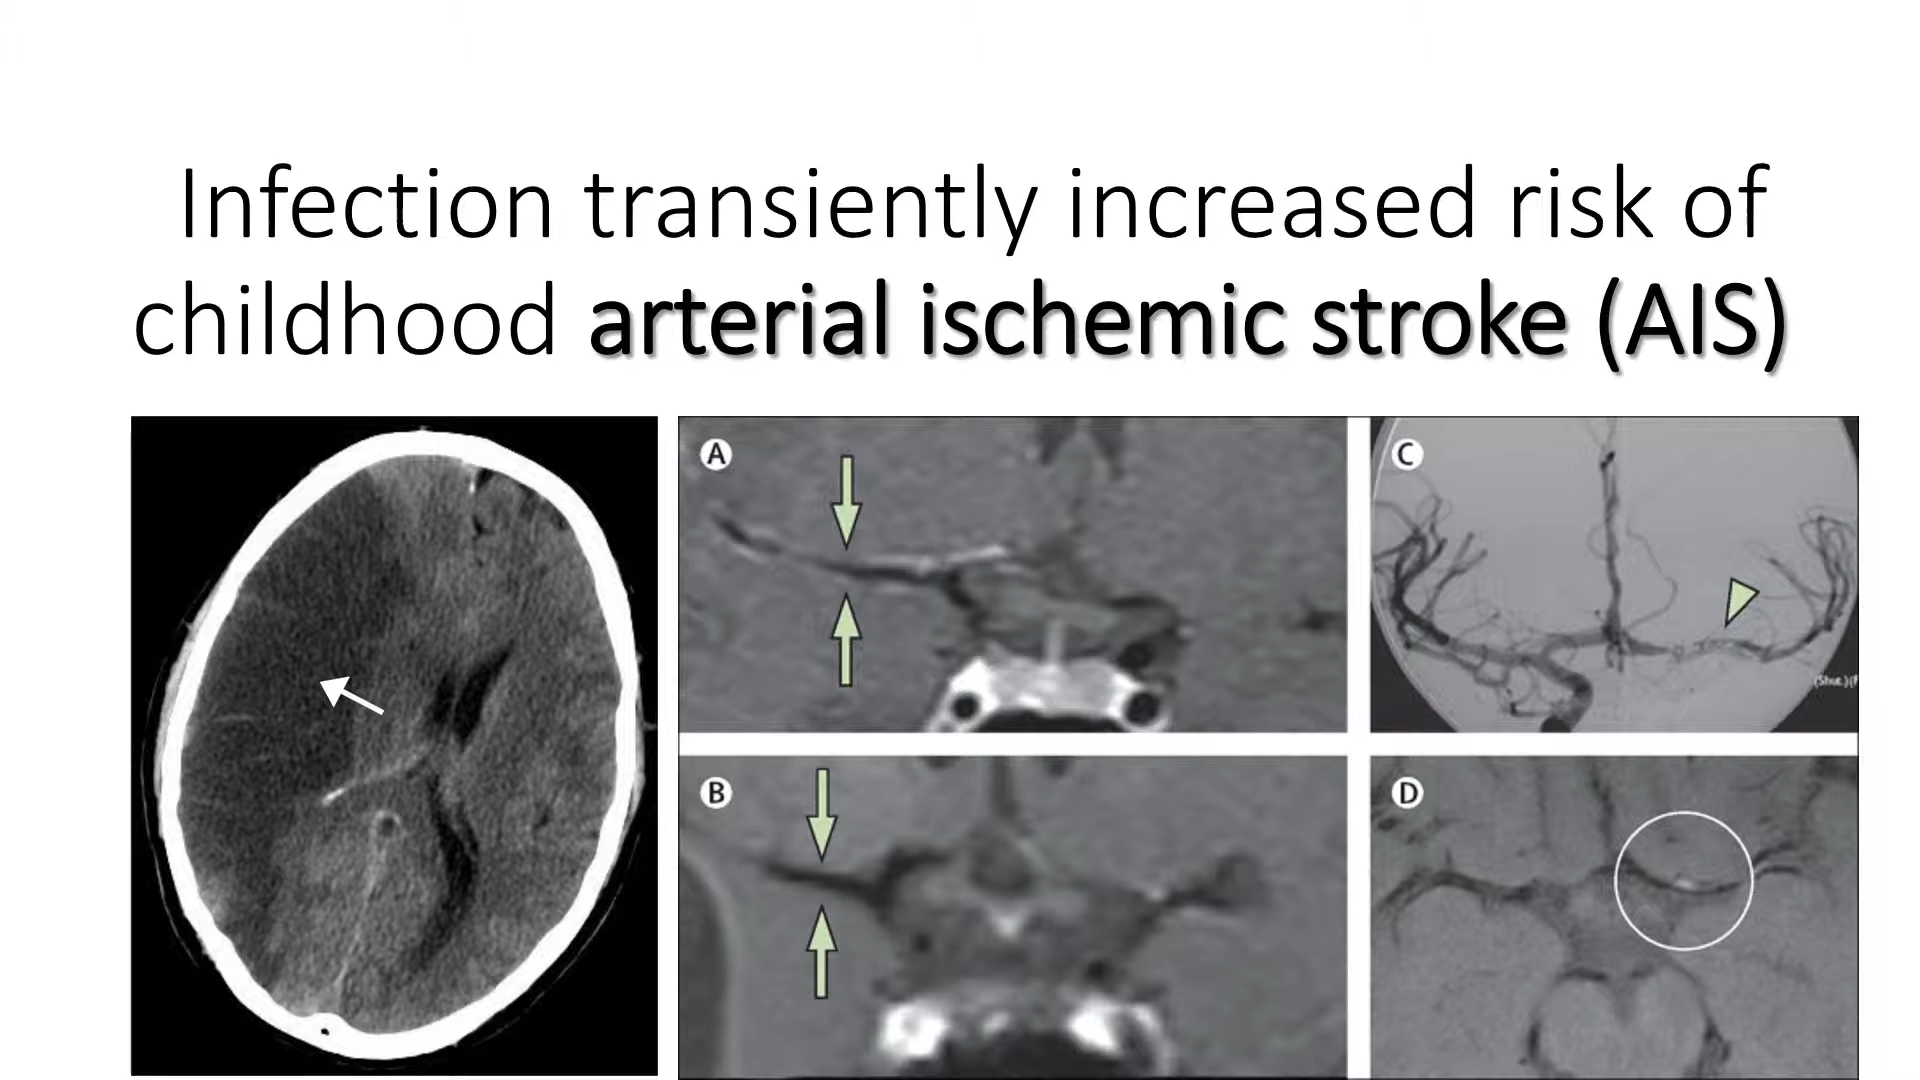 Infection transiently increased risk of
childhood arterial ischemic stroke (AIS)
A
C
B
D